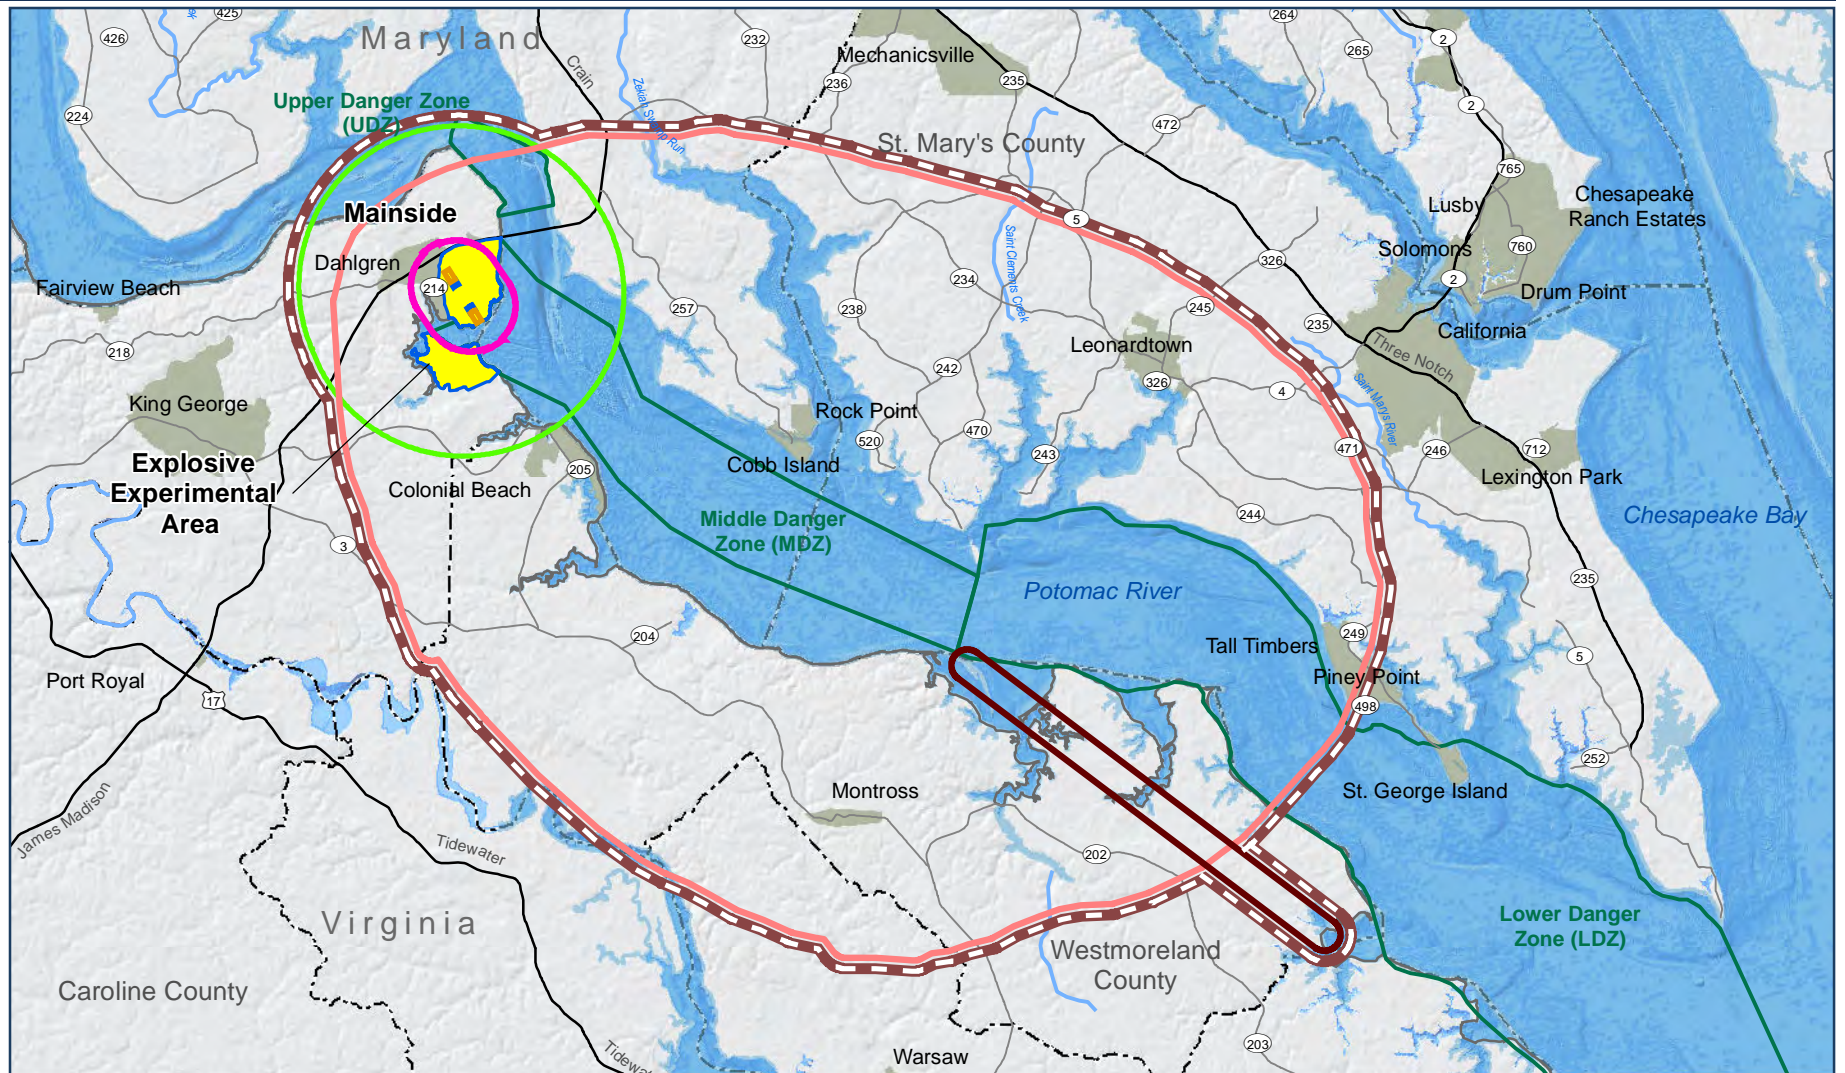 425
426
Maryland
232
264
265
2
Mechanicsville
Crain
236
235
224
Upper Danger Zone
(UDZ)
Zekiah Swamp Run
2
472
St. Mary's County
765
Chesapeake
Ranch Estates
Lusby
Mainside
5
Saint Clements Creek
Solomons
760
326
Dahlgren
234
2
Fairview Beach
214
Drum Point
257
238
245
235
California
218
Leonardtown
Three Notch
242
326
4
Saint Marys River
King George
Rock Point
470
520
243
471
246
712
Explosive
Experimental
Area
205
Cobb Island
Lexington Park
Colonial Beach
Middle Danger
Zone (MDZ)
244
Chesapeake Bay
3
235
Potomac River
204
249
Tall Timbers
5
Port Royal
Piney Point
17
498
252
James Madison
Montross
St. George Island
Tidewater
202
Virginia
Lower Danger
Zone (LDZ)
Westmoreland
County
Caroline County
203
Warsaw